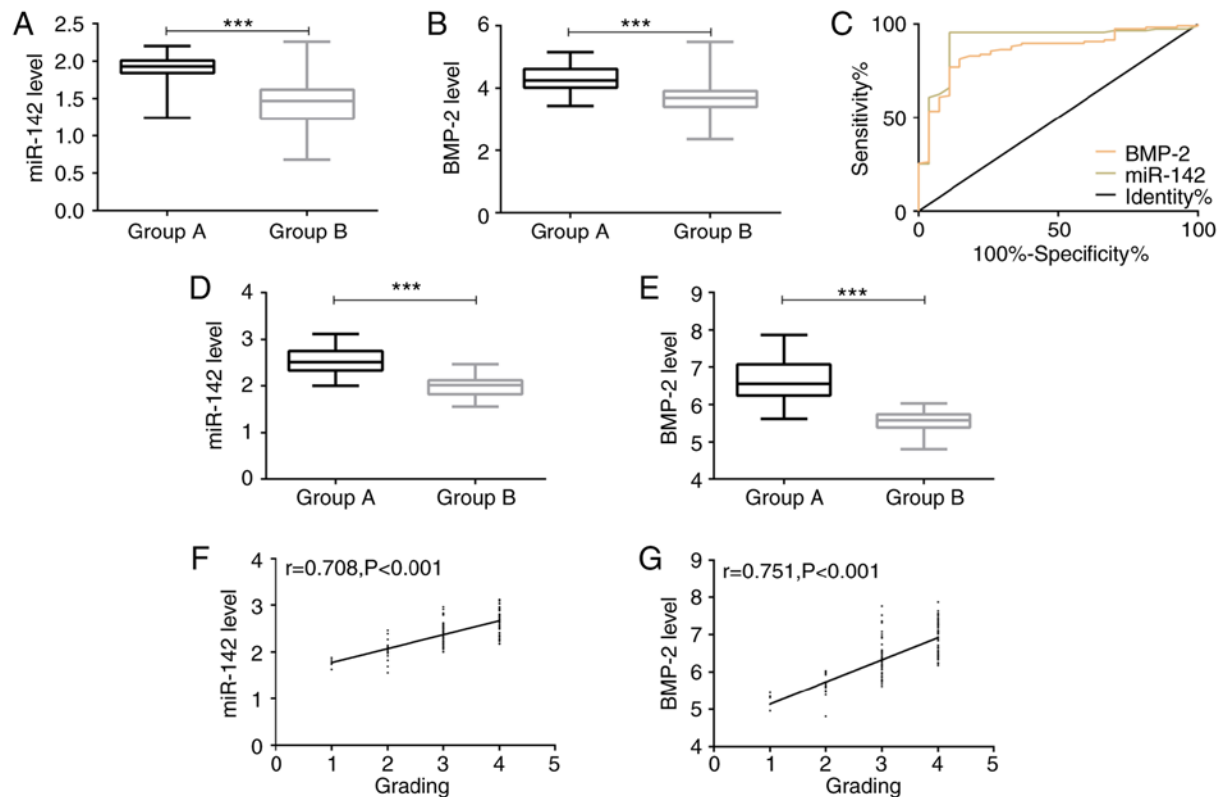 A
***
miR-142 level
2.5
2.0
1.5
1.0
0.5
0.0
Group A
Group B
B
***
BMP-2 level
6
4
2
0
Group A
Group B
C
Sensitivity%
100
50
0
BMP-2
miR-142
Identity%
0
50
100
100%-Specificity%
D
***
miR-142 level
4
3
2
1
0
Group A
Group B
E
***
BMP-2 level
9
8
7
6
5
4
Group A
Group B
F
r=0.708,P<0.001
miR-142 level
4
3
2
1
0
0
1
2
3
4
5
Grading
G
r=0.751,P<0.001
BMP-2 level
9
8
7
6
5
4
0
1
2
3
4
5
Grading